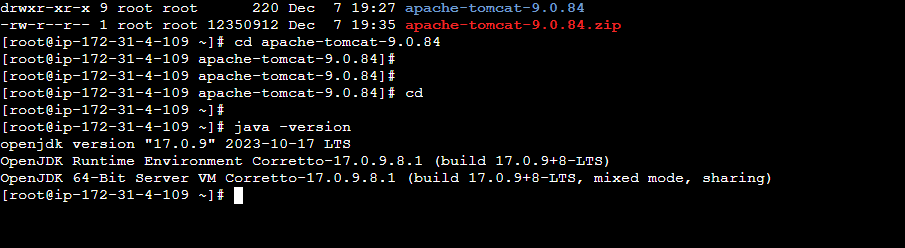 drwxr-xr-x 9 root root      220 Dec  7 19:27 apache-tomcat-9.0.84
-rw-r--r-- 1 root root 12350912 Dec  7 19:35 apache-tomcat-9.0.84.zip
[root@ip-172-31-4-109 ~]# cd apache-tomcat-9.0.84
[root@ip-172-31-4-109 apache-tomcat-9.0.84]#
[root@ip-172-31-4-109 apache-tomcat-9.0.84]#
[root@ip-172-31-4-109 apache-tomcat-9.0.84]# cd
[root@ip-172-31-4-109 ~]#
[root@ip-172-31-4-109 ~]# java -version
openjdk version "17.0.9" 2023-10-17 LTS
OpenJDK Runtime Environment Corretto-17.0.9.8.1 (build 17.0.9+8-LTS)
OpenJDK 64-Bit Server VM Corretto-17.0.9.8.1 (build 17.0.9+8-LTS, mixed mode, sharing)
[root@ip-172-31-4-109 ~]#